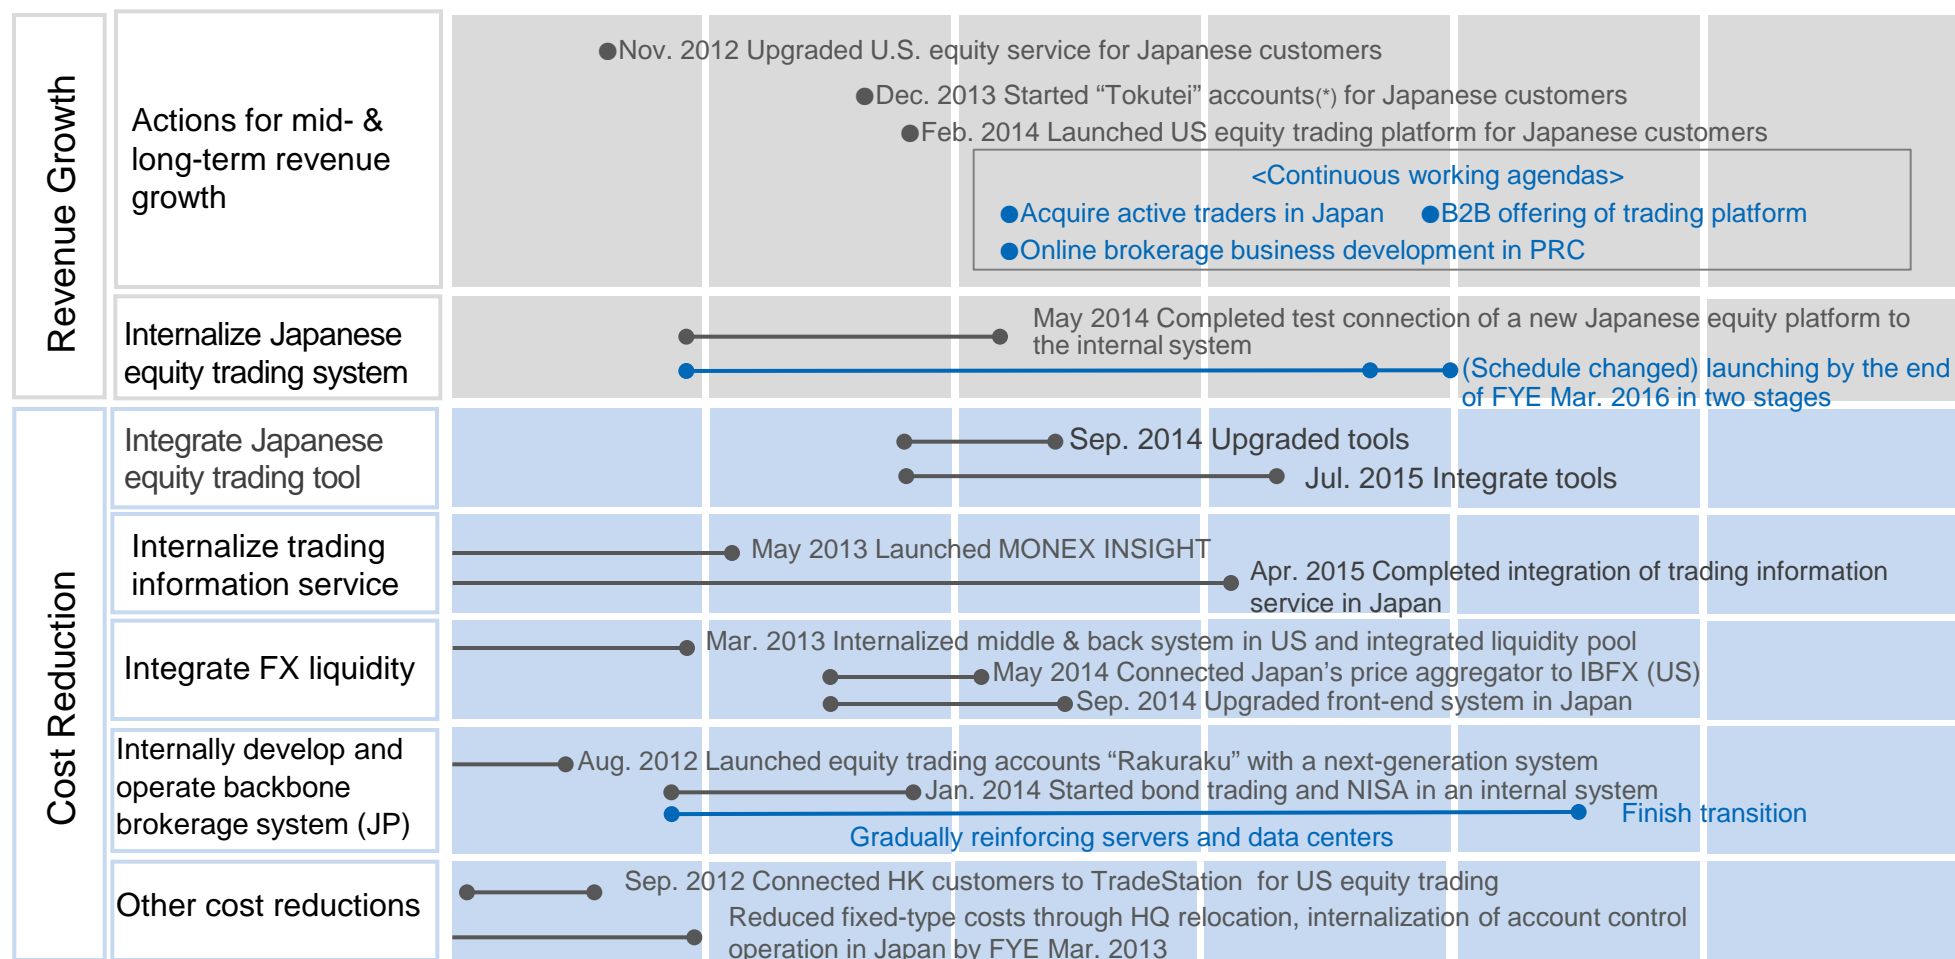 Revenue Growth
Actions for mid- &
long-term revenue
growth
●Nov. 2012 Upgraded U.S. equity service for Japanese customers
●Dec. 2013 Started “Tokutei” accounts(*) for Japanese customers
●Feb. 2014 Launched US equity trading platform for Japanese customers
<Continuous working agendas>
●Acquire active traders in Japan ●B2B offering of trading platform
●Online brokerage business development in PRC
Internalize Japanese
equity trading system
May 2014 Completed test connection of a new Japanese equity platform to
the internal system
(Schedule changed) launching by the end
of FYE Mar. 2016 in two stages
Cost Reduction
Integrate Japanese
equity trading tool
Sep. 2014 Upgraded tools
Jul. 2015 Integrate tools
Internalize trading
information service
May 2013 Launched MONEX INSIGHT
Apr. 2015 Completed integration of trading information
service in Japan
Integrate FX liquidity
Mar. 2013 Internalized middle & back system in US and integrated liquidity pool
May 2014 Connected Japan’s price aggregator to IBFX (US)
Sep. 2014 Upgraded front-end system in Japan
Internally develop and
operate backbone
brokerage system (JP)
Aug. 2012 Launched equity trading accounts “Rakuraku” with a next-generation system
Jan. 2014 Started bond trading and NISA in an internal system
Finish transition
Gradually reinforcing servers and data centers
Other cost reductions
Sep. 2012 Connected HK customers to TradeStation for US equity trading
Reduced fixed-type costs through HQ relocation, internalization of account control
operation in Japan by FYE Mar. 2013